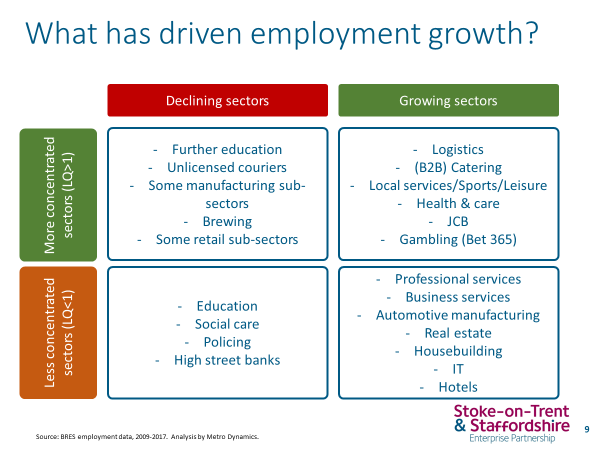 What has driven employment growth?
Declining sectors
Growing sectors
More concentrated
sectors (LQ>1)
- Further education
- Unlicensed couriers
- Some manufacturing sub-
sectors
- Brewing
- Some retail sub-sectors
- Logistics
- (B2B) Catering
- Local services/Sports/Leisure
- Health & care
- JCB
- Gambling (Bet 365)
Less concentrated
sectors (LQ<1)
- Education
- Social care
- Policing
- High street banks
- Professional services
- Business services
- Automotive manufacturing
- Real estate
- Housebuilding
- IT
- Hotels
Source: BRES employment data, 2009-2017. Analysis by Metro Dynamics.
Stoke-on-Trent
& Staffordshire
Enterprise Partnership
9